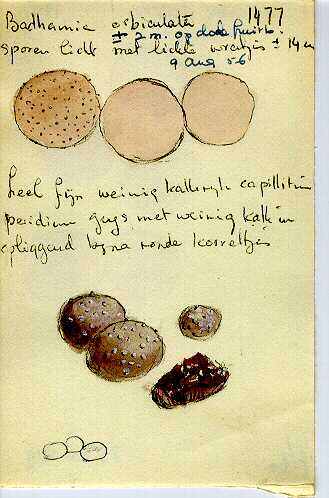 1477
Badhamia orbiculata
± 2 m. op dode
sporen licht met lichte wratjes ± 14 u
9 Aug 56
heel fijn weinig kalkrijk capillitium
peridium grijs met weinig kalk in
opliggend bijna ronde korreltjes